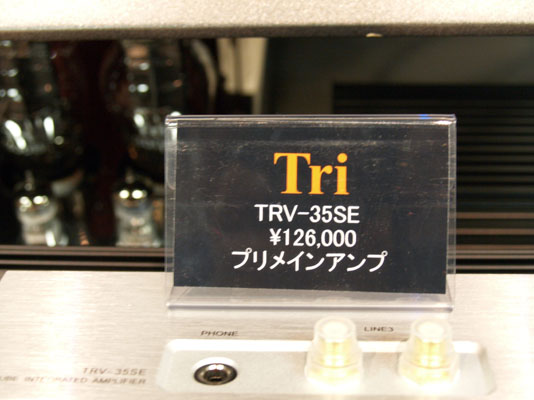 Tri
TRV-35SE
¥126,000
プリメインアンプ
PHONE
LINE3
TRV-35SE
UBE INTEGRATED AMPLIFIER